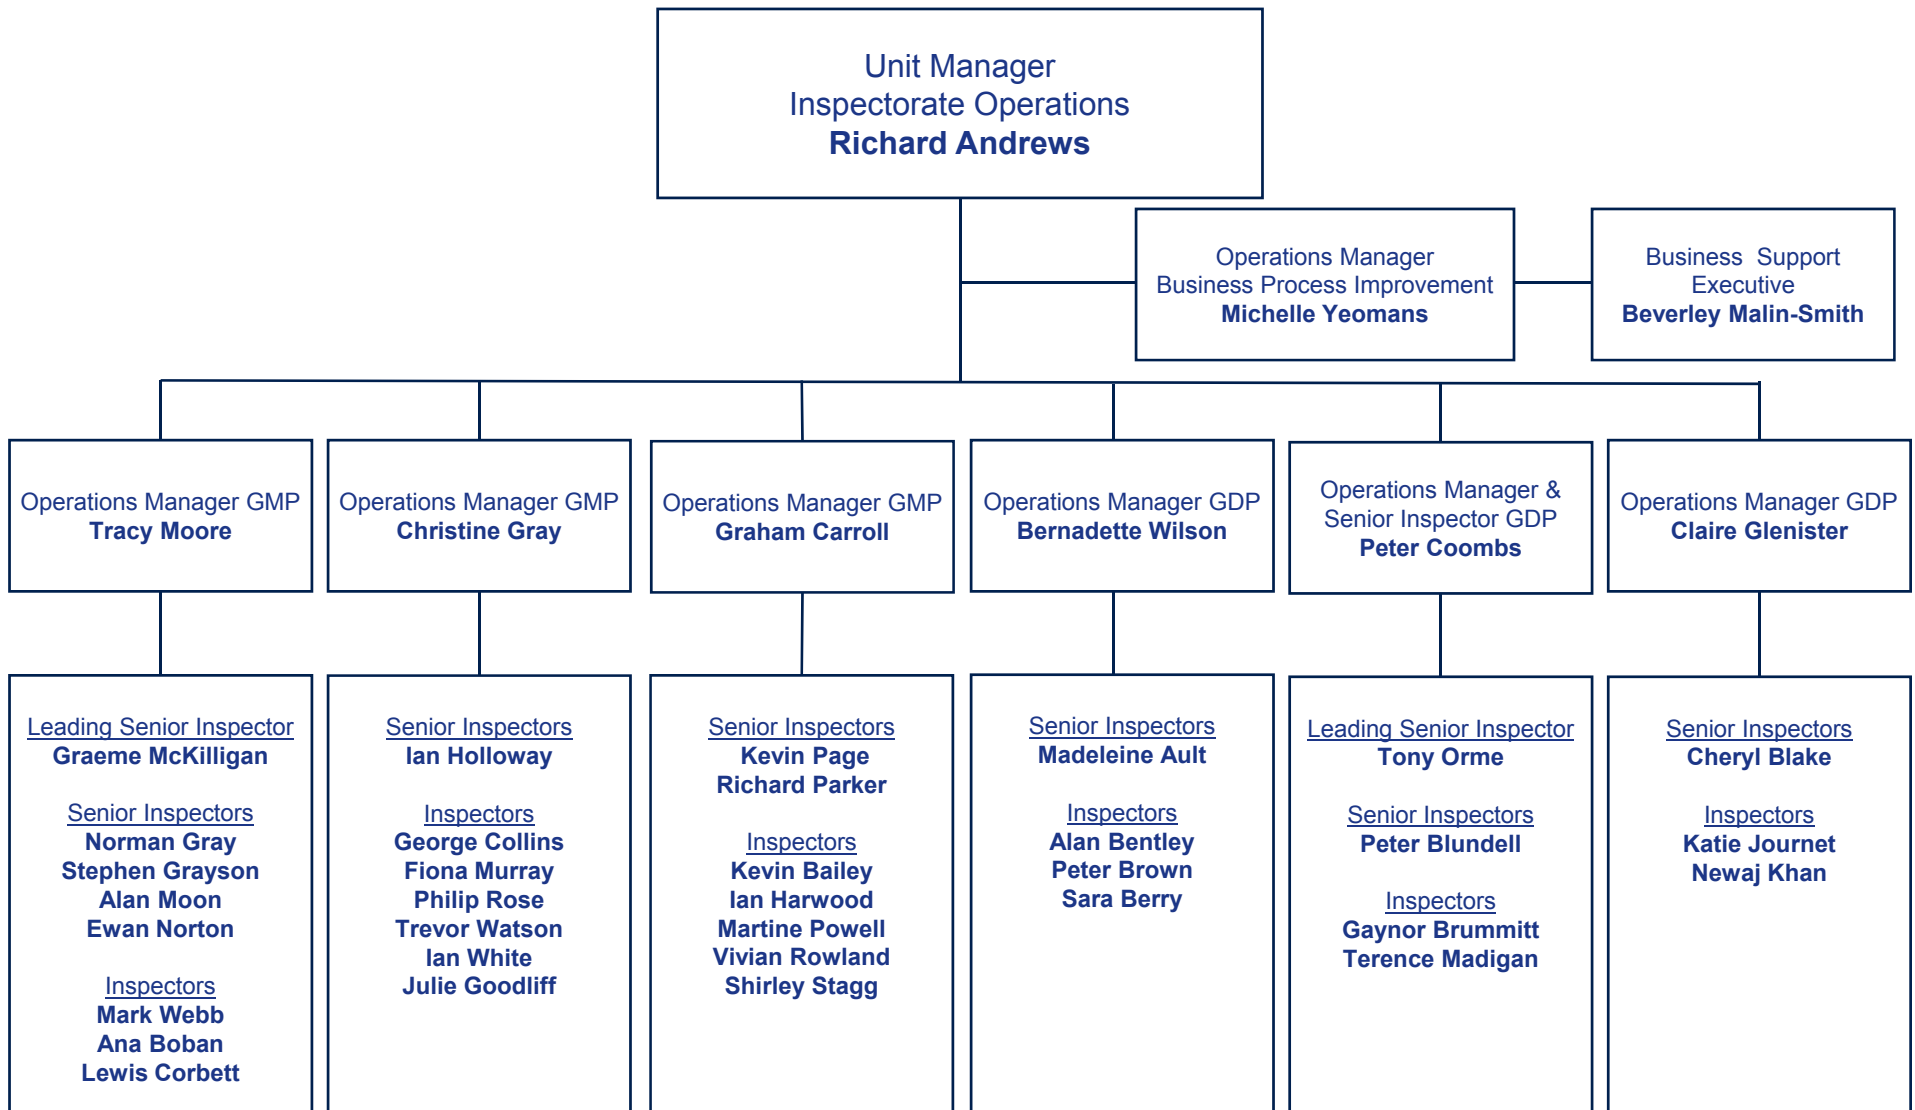 Unit Manager
Inspectorate Operations
Richard Andrews
Operations Manager
Business Process Improvement
Michelle Yeomans
Business Support
Executive
Beverley Malin-Smith
Operations Manager GMP
Tracy Moore
Operations Manager GMP
Christine Gray
Operations Manager GMP
Graham Carroll
Operations Manager GDP
Bernadette Wilson
Operations Manager &
Senior Inspector GDP
Peter Coombs
Operations Manager GDP
Claire Glenister
Leading Senior Inspector
Graeme McKilligan
Senior Inspectors
Norman Gray
Stephen Grayson
Alan Moon
Ewan Norton
Inspectors
Mark Webb
Ana Boban
Lewis Corbett
Senior Inspectors
Ian Holloway
Inspectors
George Collins
Fiona Murray
Philip Rose
Trevor Watson
Ian White
Julie Goodliff
Senior Inspectors
Kevin Page
Richard Parker
Inspectors
Kevin Bailey
Ian Harwood
Martine Powell
Vivian Rowland
Shirley Stagg
Senior Inspectors
Madeleine Ault
Inspectors
Alan Bentley
Peter Brown
Sara Berry
Leading Senior Inspector
Tony Orme
Senior Inspectors
Peter Blundell
Inspectors
Gaynor Brummitt
Terence Madigan
Senior Inspectors
Cheryl Blake
Inspectors
Katie Journet
Newaj Khan